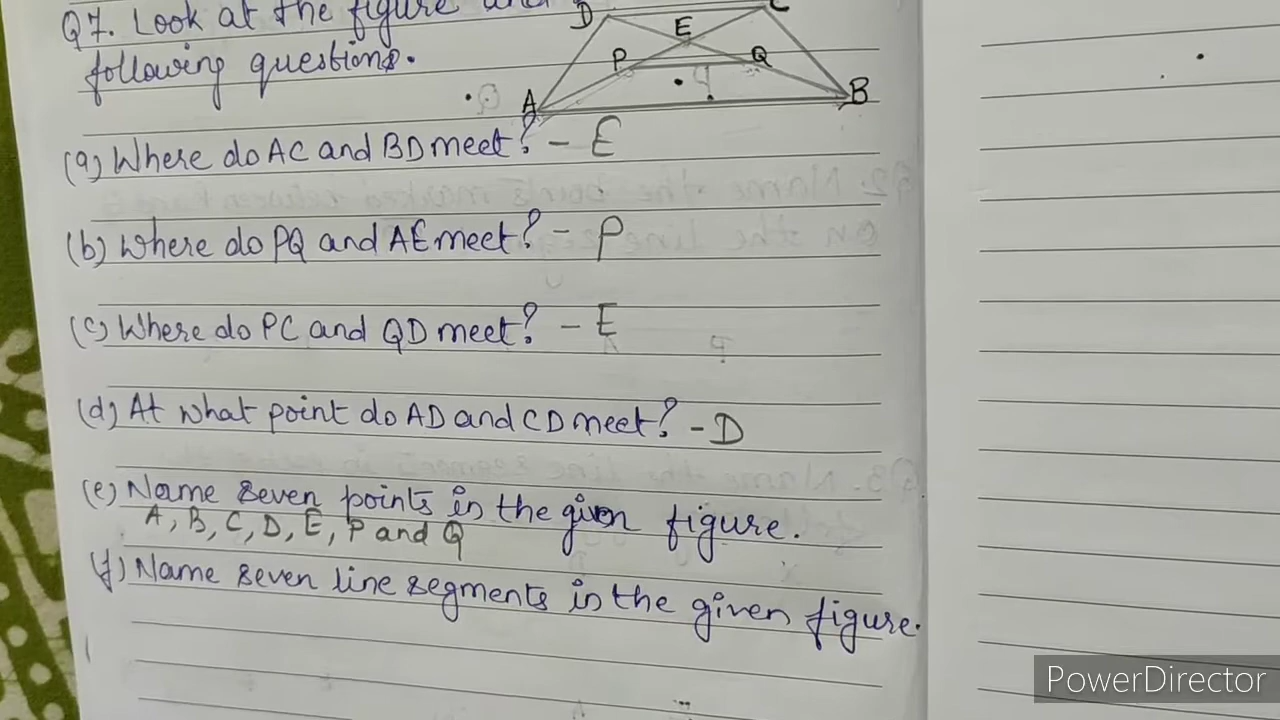 Q7. Look at the figure and
following questions.
D
C
E
P
Q
A
B
(a) Where do AC and BD meet? - E
(b) Where do PQ and AE meet? - P
(c) Where do PC and QD meet? - E
(d) At what point do AD and CD meet? - D
(e) Name seven points in the given figure.
A, B, C, D, E, P and Q
(f) Name seven line segments in the given figure.
PowerDirector